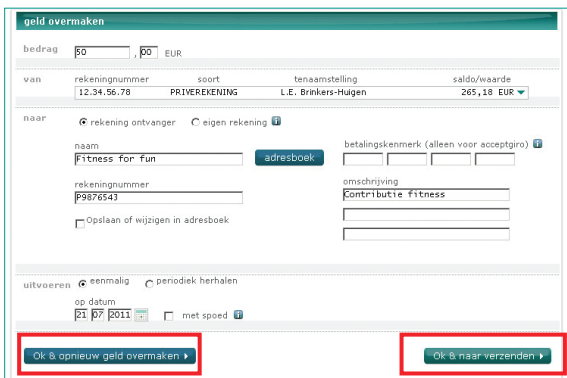 geld overmaken
bedrag 50 , 00 EUR
van rekeningnummer soort tenaamstelling saldo/waarde
12.34.56.78 PRIVEREKENING L.E. Brinkers-Huigen 265,18 EUR
naar rekening ontvanger eigen rekening i
naam betalingskenmerk (alleen voor acceptgiro) i
Fitness for fun adresboek
rekeningnummer omschrijving
P9876543 Contributie fitness
Opslaan of wijzigen in adresboek
uitvoeren eenmalig periodiek herhalen
op datum
21 07 2011 met spoed i
Ok & opnieuw geld overmaken Ok & naar verzenden